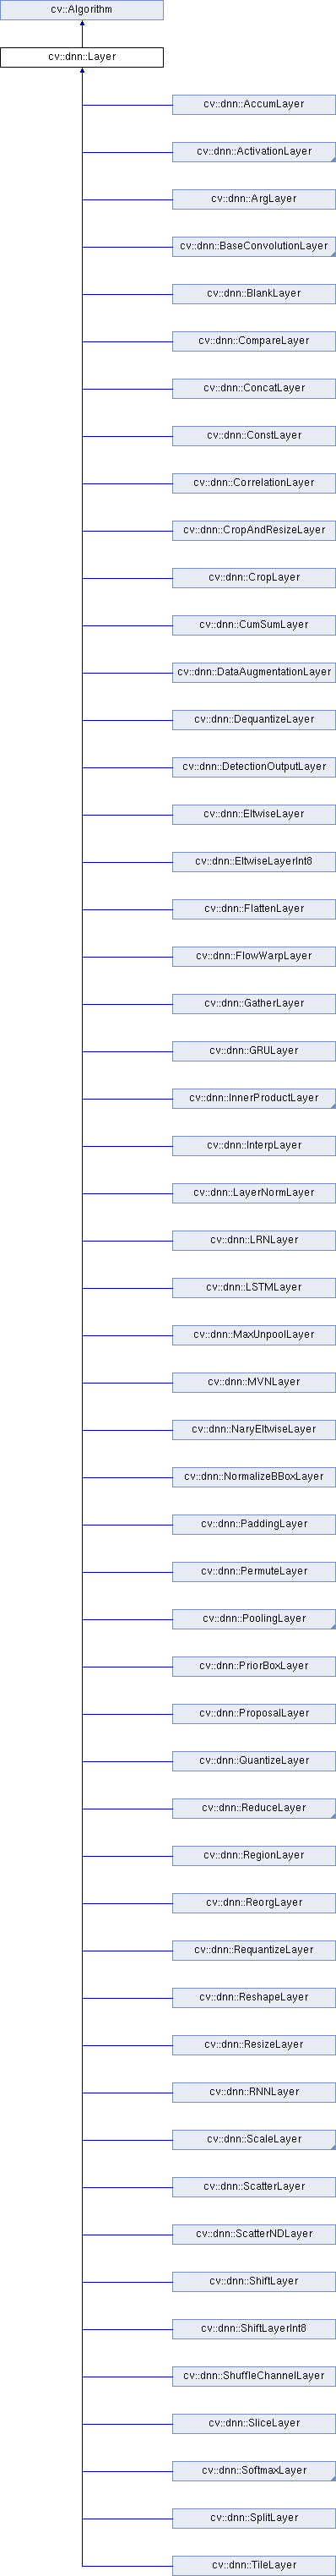 cv::Algorithm
cv::dnn::Layer
cv::dnn::AccumLayer
cv::dnn::ActivationLayer
cv::dnn::ArgLayer
cv::dnn::BaseConvolutionLayer
cv::dnn::BlankLayer
cv::dnn::CompareLayer
cv::dnn::ConcatLayer
cv::dnn::ConstLayer
cv::dnn::CorrelationLayer
cv::dnn::CropAndResizeLayer
cv::dnn::CropLayer
cv::dnn::CumSumLayer
cv::dnn::DataAugmentationLayer
cv::dnn::DequantizeLayer
cv::dnn::DetectionOutputLayer
cv::dnn::EltwiseLayer
cv::dnn::EltwiseLayerInt8
cv::dnn::FlattenLayer
cv::dnn::FlowWarpLayer
cv::dnn::GatherLayer
cv::dnn::GRULayer
cv::dnn::InnerProductLayer
cv::dnn::InterpLayer
cv::dnn::LayerNormLayer
cv::dnn::LRNLayer
cv::dnn::LSTMLayer
cv::dnn::MaxUnpoolLayer
cv::dnn::MVNLayer
cv::dnn::NaryEltwiseLayer
cv::dnn::NormalizeBBoxLayer
cv::dnn::PaddingLayer
cv::dnn::PermuteLayer
cv::dnn::PoolingLayer
cv::dnn::PriorBoxLayer
cv::dnn::ProposalLayer
cv::dnn::QuantizeLayer
cv::dnn::ReduceLayer
cv::dnn::RegionLayer
cv::dnn::ReorgLayer
cv::dnn::RequantizeLayer
cv::dnn::ReshapeLayer
cv::dnn::ResizeLayer
cv::dnn::RNNLayer
cv::dnn::ScaleLayer
cv::dnn::ScatterLayer
cv::dnn::ScatterNDLayer
cv::dnn::ShiftLayer
cv::dnn::ShiftLayerInt8
cv::dnn::ShuffleChannelLayer
cv::dnn::SliceLayer
cv::dnn::SoftmaxLayer
cv::dnn::SplitLayer
cv::dnn::TileLayer